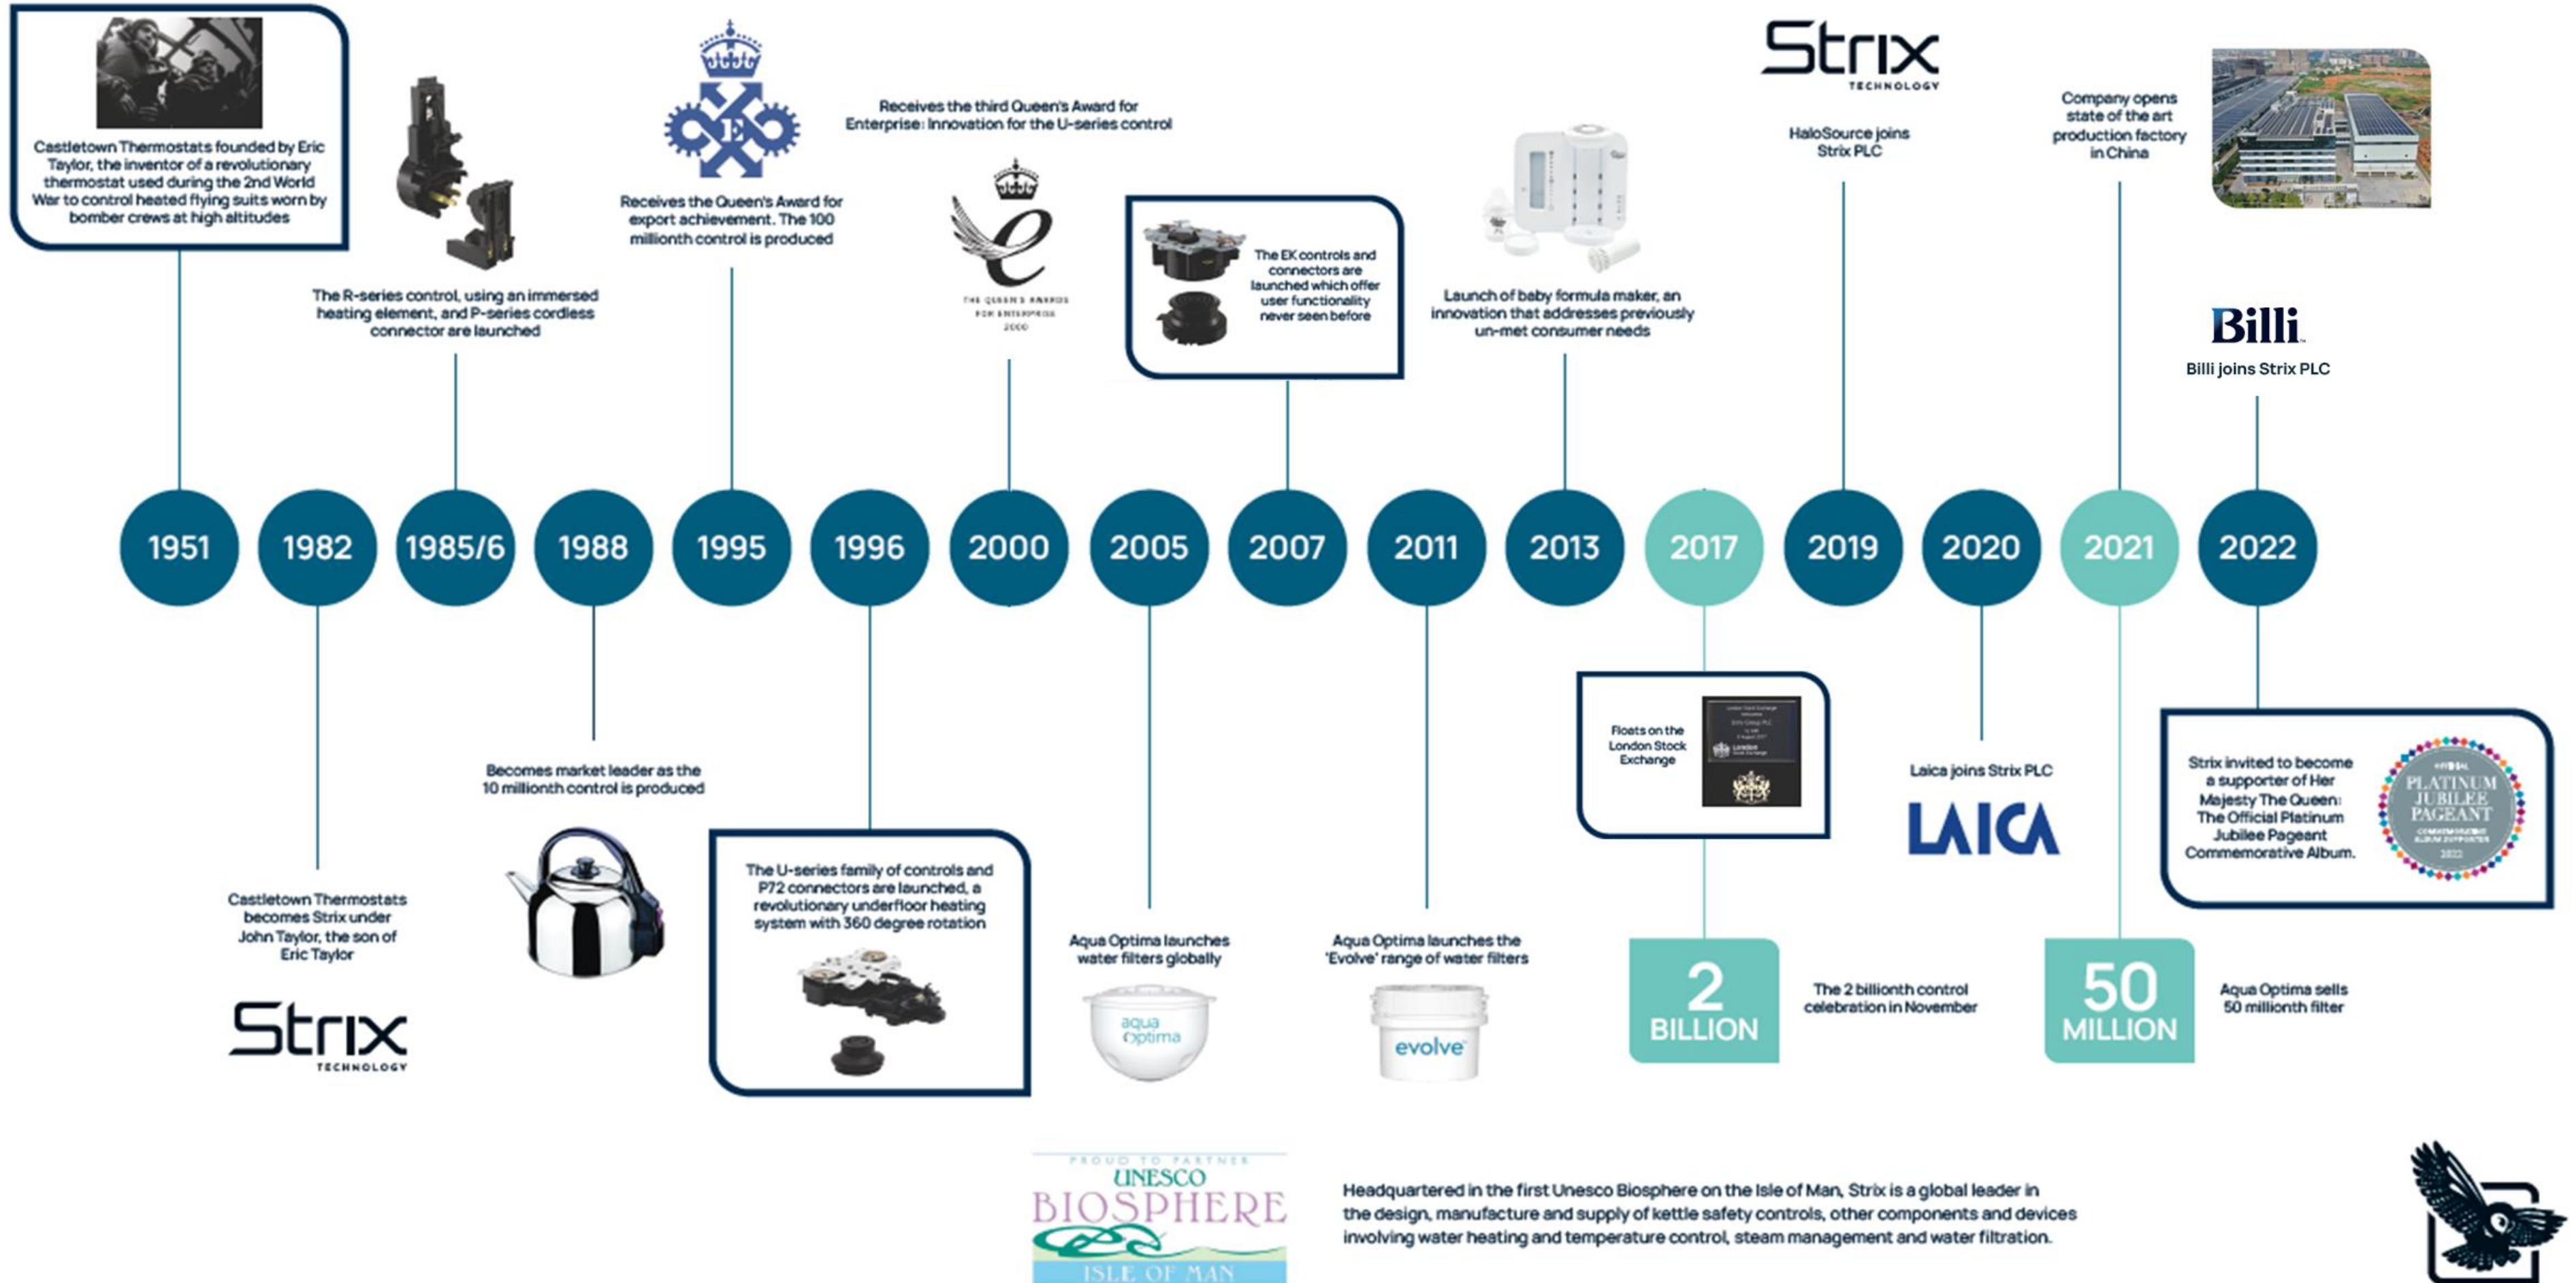 Castletown Thermostats founded by Eric
Taylor, the inventor of a revolutionary
thermostat used during the 2nd World
War to control heated flying suits worn by
bomber crews at high altitudes
The R-series control, using an immersed
heating element, and P-series cordless
connector are launched
E
Receives the Queen's Award for
export achievement. The 100
millionth control is produced
Receives the third Queen's Award for
Enterprise: Innovation for the U-series control
e
THE QUEEN'S AWARDS
FOR ENTERPRISE
2000
The EK controls and
connectors are
launched which offer
user functionality
never seen before
Launch of baby formula maker, an
innovation that addresses previously
un-met consumer needs
Strix
TECHNOLOGY
HaloSource joins
Strix PLC
Company opens
state of the art
production factory
in China
Billi
Billi joins Strix PLC
1951
1982
1985/6
1988
1995
1996
2000
2005
2007
2011
2013
2017
2019
2020
2021
2022
Castletown Thermostats
becomes Strix under
John Taylor, the son of
Eric Taylor
Strix
TECHNOLOGY
Becomes market leader as the
10 millionth control is produced
The U-series family of controls and
P72 connectors are launched, a
revolutionary underfloor heating
system with 360 degree rotation
Aqua Optima launches
water filters globally
aqua
optima
Aqua Optima launches the
'Evolve' range of water filters
evolve
Floats on the
London Stock
Exchange
London
2
BILLION
The 2 billionth control
celebration in November
Laica joins Strix PLC
LAICA
50
MILLION
Aqua Optima sells
50 millionth filter
Strix invited to become
a supporter of Her
Majesty The Queen:
The Official Platinum
Jubilee Pageant
Commemorative Album.
OFFICIAL
PLATINUM
JUBILEE
PAGEANT
COMMEMORATIVE
ALBUM SUPPORTER
2022
PROUD TO PARTNER
UNESCO
BIOSPHERE
ISLE OF MAN
Headquartered in the first Unesco Biosphere on the Isle of Man, Strix is a global leader in
the design, manufacture and supply of kettle safety controls, other components and devices
involving water heating and temperature control, steam management and water filtration.